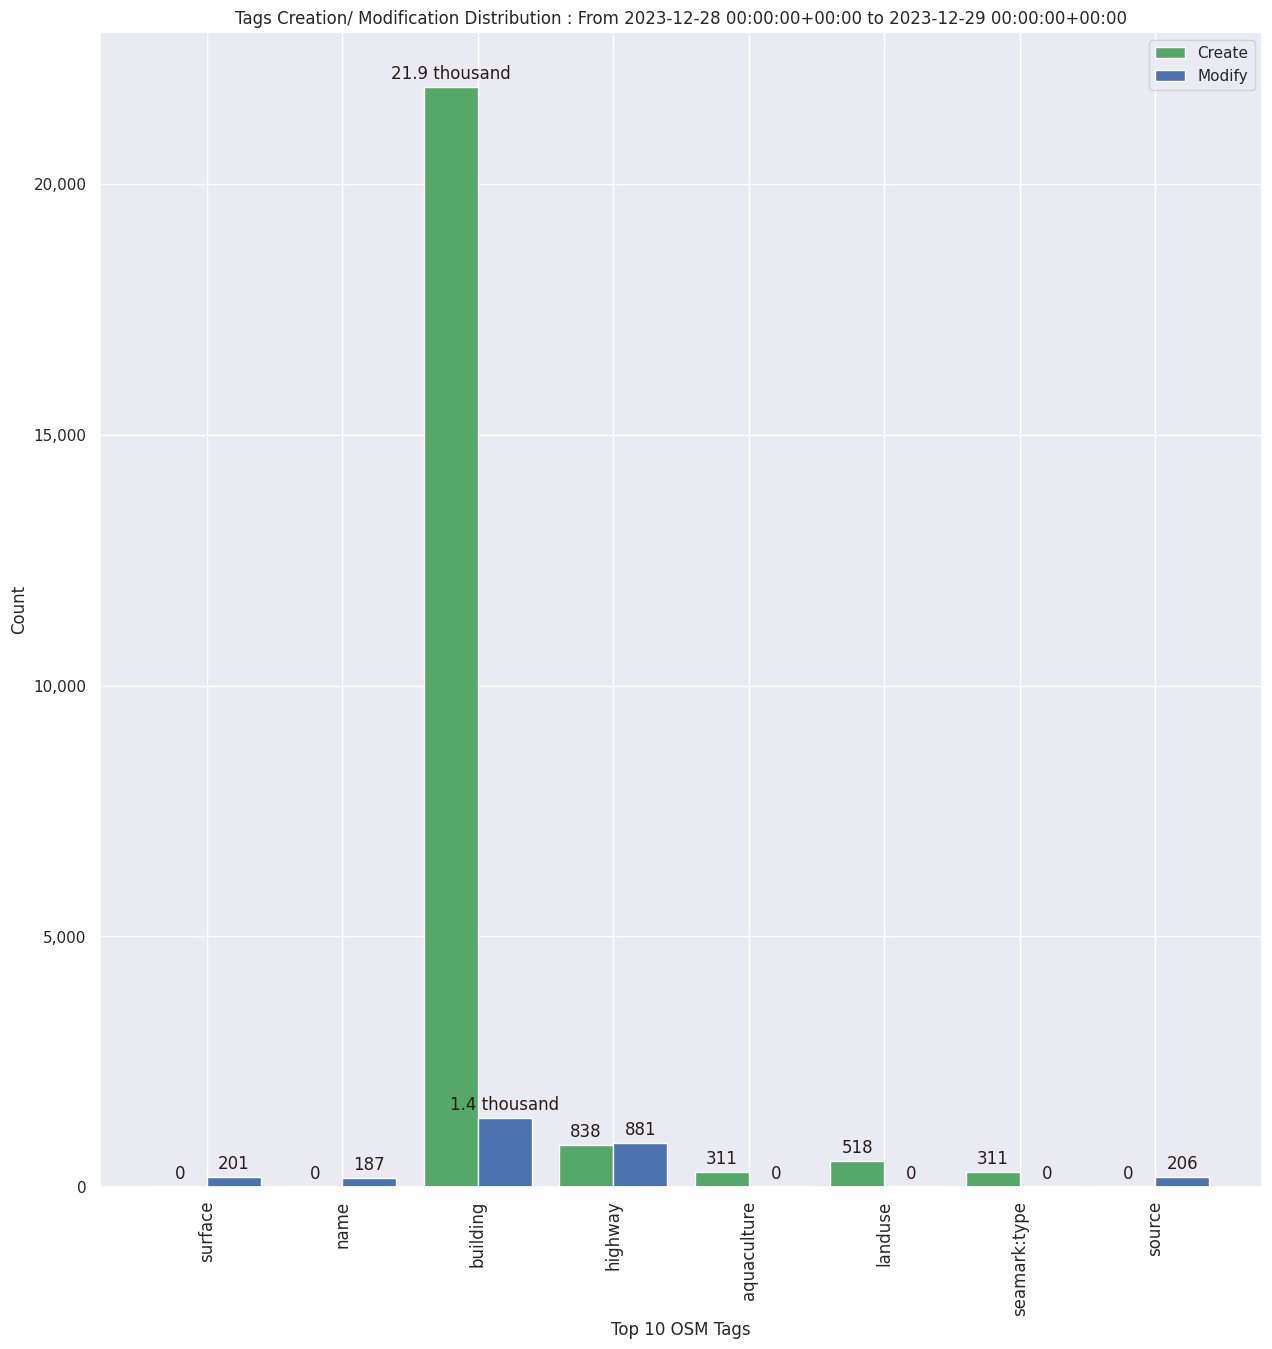 Tags Creation/ Modification Distribution : From 2023-12-28 00:00:00+00:00 to 2023-12-29 00:00:00+00:00
Create
Modify
21.9 thousand
20,000
15,000
10,000
5,000
0
Count
1.4 thousand
838
881
311
518
311
0
201
0
187
0
0
0
0
206
surface
name
building
highway
aquaculture
landuse
seamark:type
source
Top 10 OSM Tags